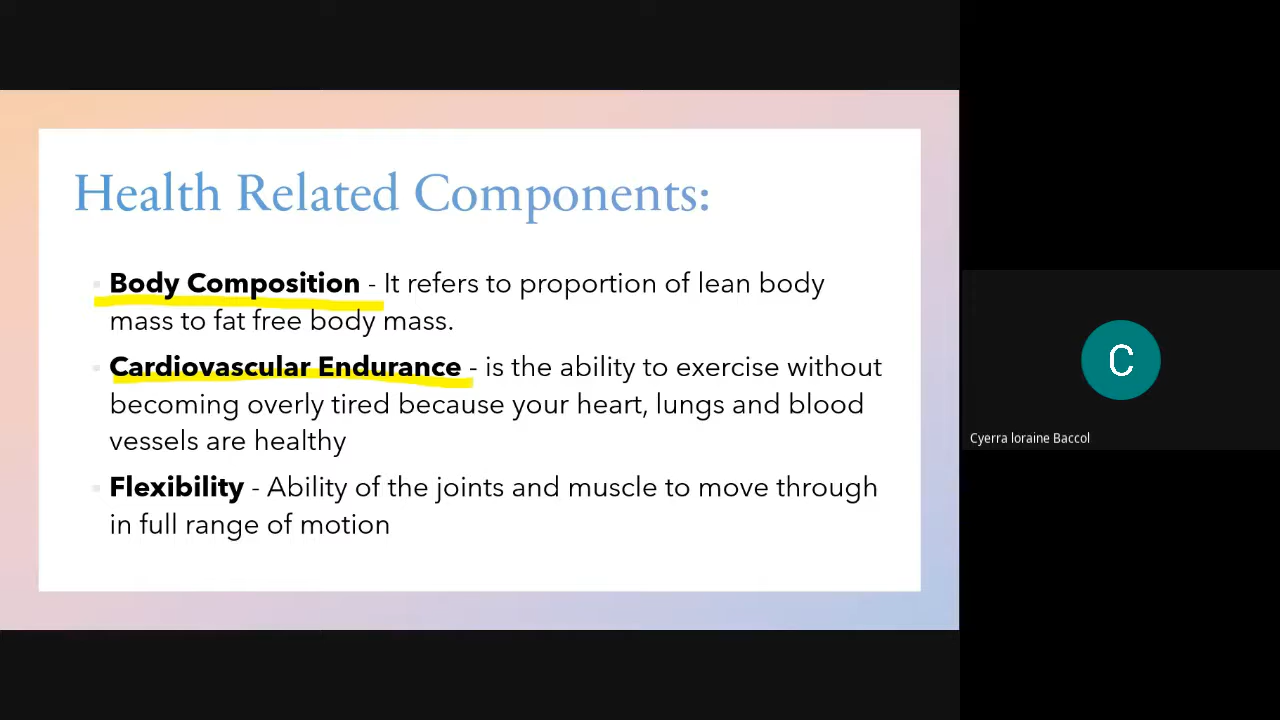 Health Related Components:
Body Composition - It refers to proportion of lean body
mass to fat free body mass.
Cardiovascular Endurance - is the ability to exercise without
becoming overly tired because your heart, lungs and blood
vessels are healthy
Flexibility - Ability of the joints and muscle to move through
in full range of motion
C
Cyerra loraine Baccol